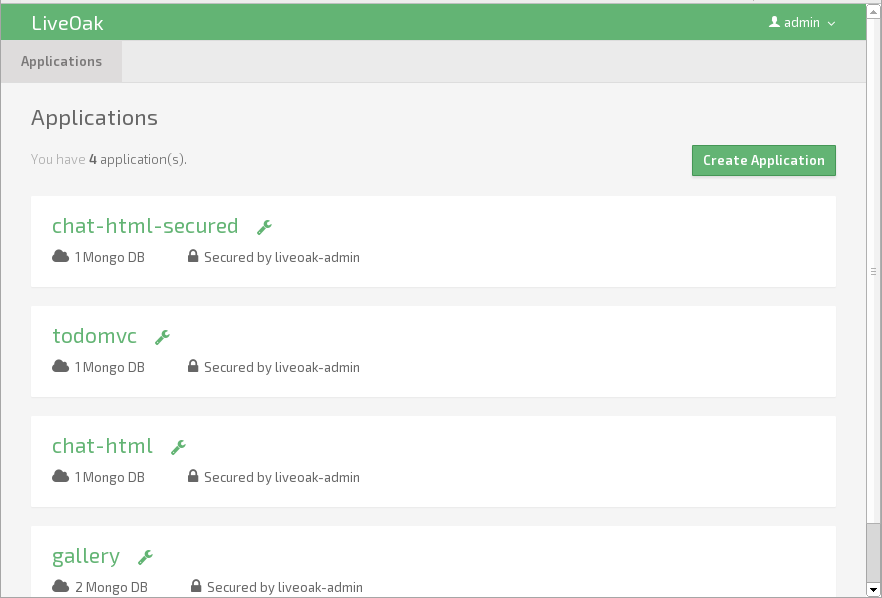 LiveOak
admin
Applications
Applications
You have 4 application(s).
Create Application
chat-html-secured
1 Mongo DB
Secured by liveoak-admin
todomvc
1 Mongo DB
Secured by liveoak-admin
chat-html
1 Mongo DB
Secured by liveoak-admin
gallery
2 Mongo DB
Secured by liveoak-admin